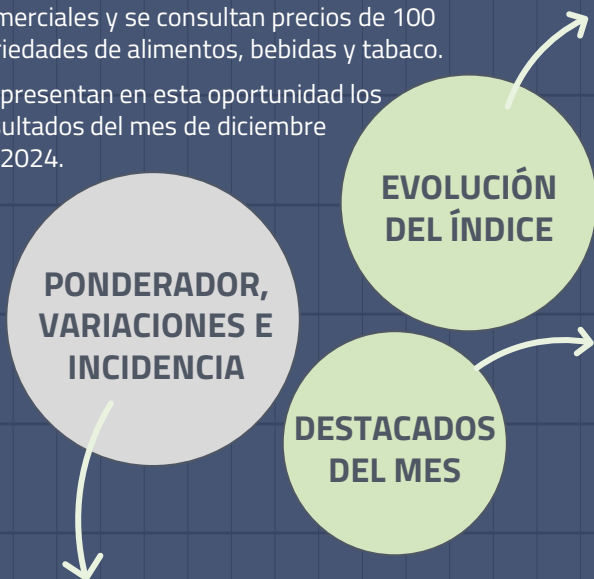 merciales y se consultan precios de 100
riedades de alimentos, bebidas y tabaco.
presentan en esta oportunidad los
ultados del mes de diciembre
2024.
EVOLUCIÓN
DEL ÍNDICE
PONDERADOR,
VARIACIONES E
INCIDENCIA
DESTACADOS
DEL MES